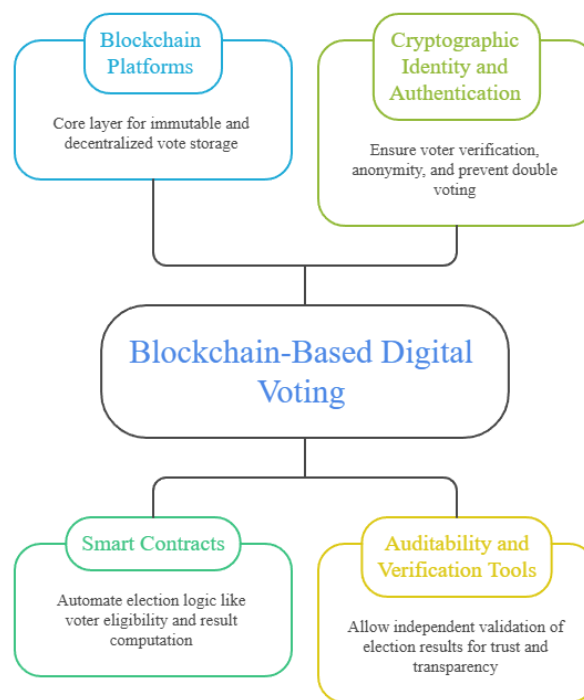 Blockchain
Platforms
Core layer for immutable and
decentralized vote storage
Cryptographic
Identity and
Authentication
Ensure voter verification,
anonymity, and prevent double
voting
Blockchain-Based Digital
Voting
Smart Contracts
Automate election logic like
voter eligibility and result
computation
Auditability and
Verification Tools
Allow independent validation of
election results for trust and
transparency